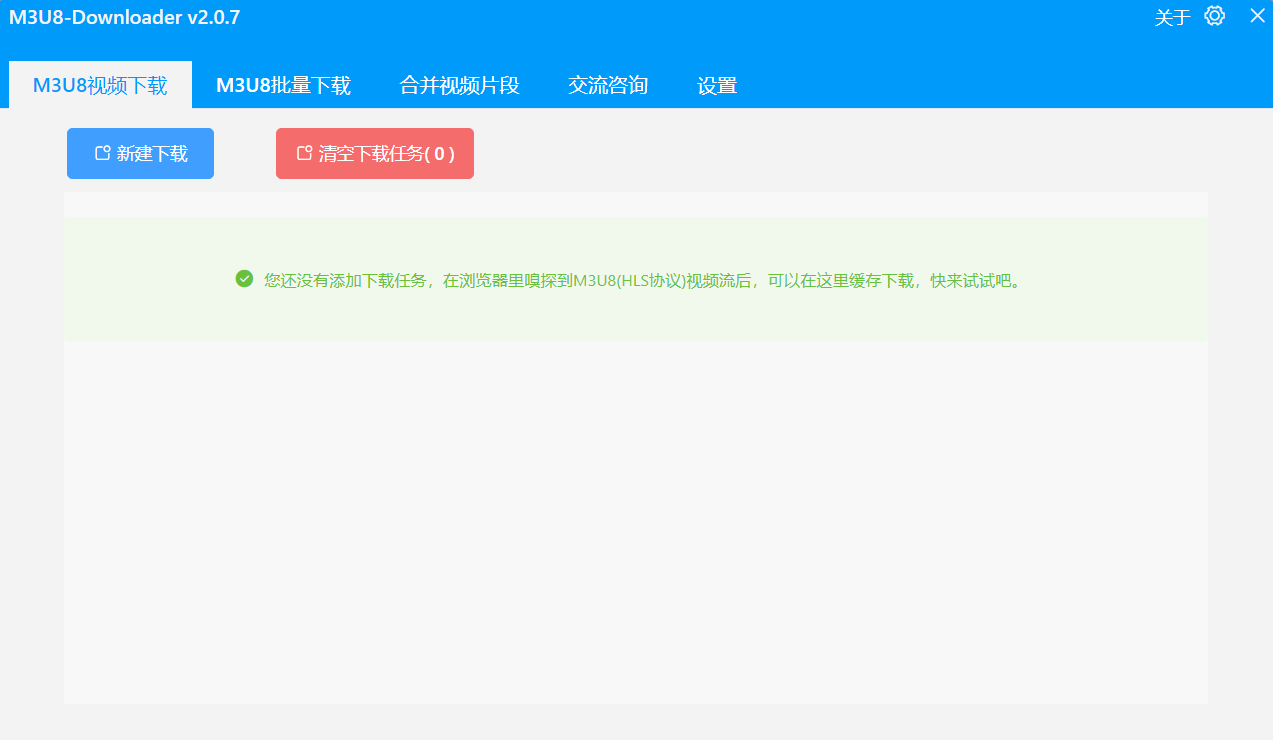 M3U8-Downloader v2.0.7
关于
M3U8视频下载
M3U8批量下载
合并视频片段
交流咨询
设置
新建下载
清空下载任务( 0 )
您还没有添加下载任务，在浏览器里嗅探到M3U8(HLS协议)视频流后，可以在这里缓存下载，快来试试吧。